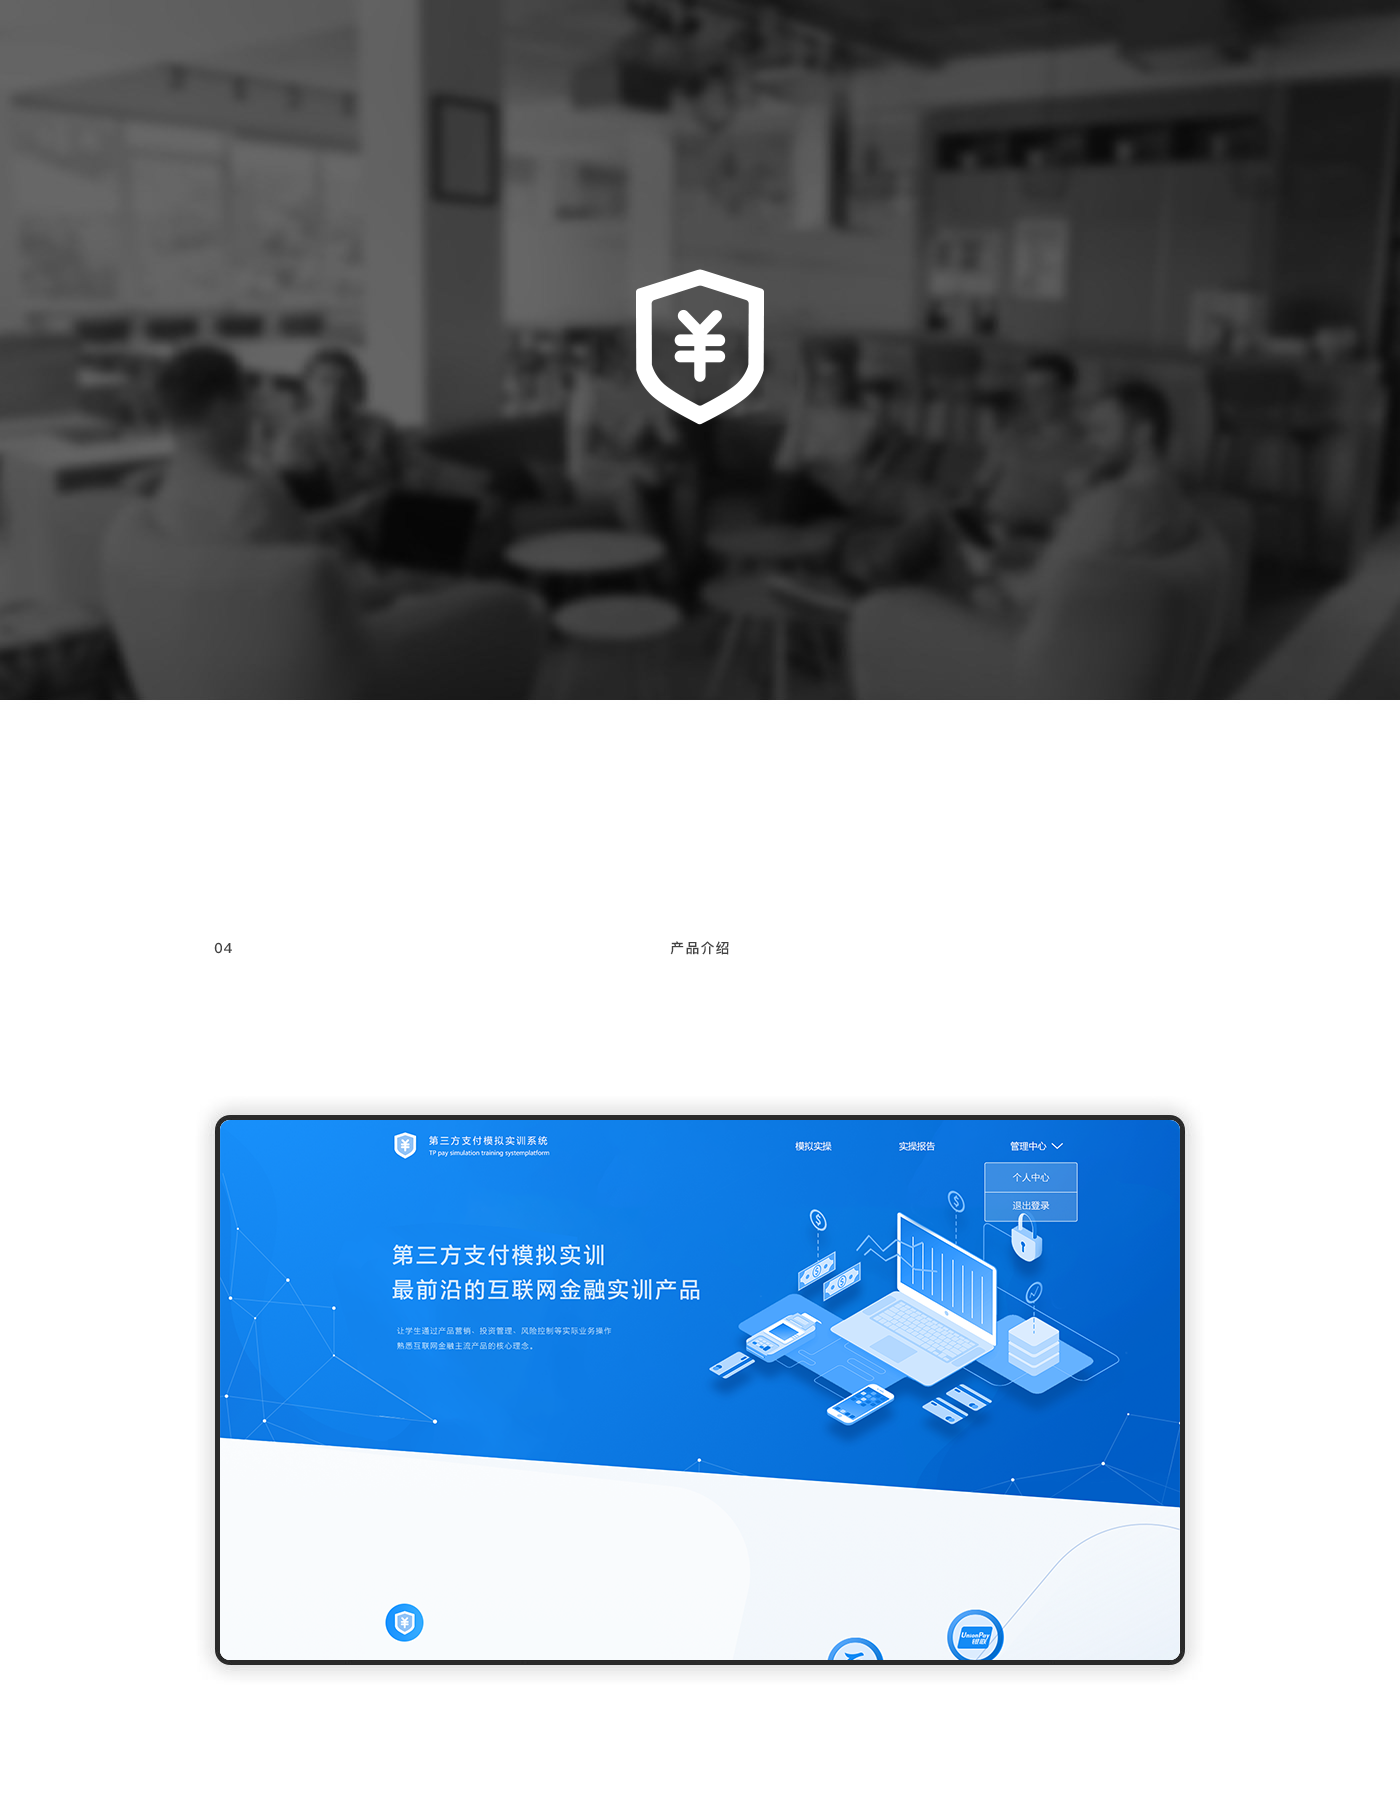 04
产品介绍
第三方支付模拟实训系统
TP pay simulation training systemplatform
模拟实操
实操报告
管理中心
个人中心
退出登录
第三方支付模拟实训
最前沿的互联网金融实训产品
让学生通过产品营销、投资管理、风险控制等实际业务操作
熟悉互联网金融主流产品的核心理念。
UnionPay
银联